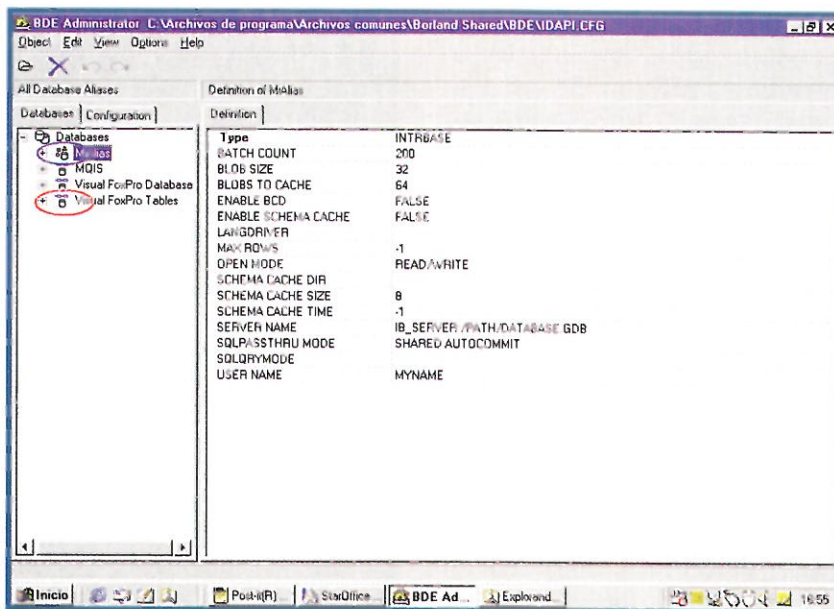 BDE Administrator C:\Archivos de programa\Archivos comunes\Borland Shared\BDE\IDAPI.CFG
Object Edit View Options Help
All Database Aliases
Definition of MiAlias
Databases Configuration
Definition
Databases
MiAlias
MQIS
Visual FoxPro Database
Visual FoxPro Tables
Type INTRBASE
BATCH COUNT 200
BLOB SIZE 32
BLOBS TO CACHE 64
ENABLE BCD FALSE
ENABLE SCHEMA CACHE FALSE
LANGDRIVER
MAX ROWS -1
OPEN MODE READ/WRITE
SCHEMA CACHE DIR
SCHEMA CACHE SIZE 8
SCHEMA CACHE TIME -1
SERVER NAME IB_SERVER:/PATH/DATABASE.GDB
SQLPASSTHRU MODE SHARED AUTOCOMMIT
SQLQRYMODE
USER NAME MYNAME
Inicio Post-it(R) StarOffice BDE Ad... Explorand... 16:55